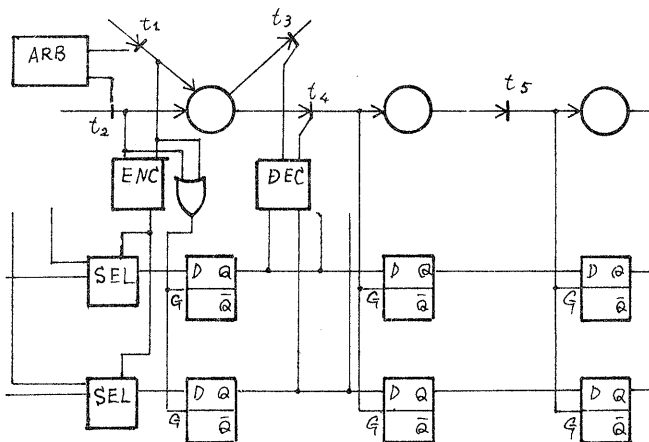 t1
t3
ARB
t4
t5
t2
ENC
DEC
SEL
D Q
G Q̄
D Q
G Q̄
D Q
G Q̄
SEL
D Q
G Q̄
D Q
G Q̄
D Q
G Q̄